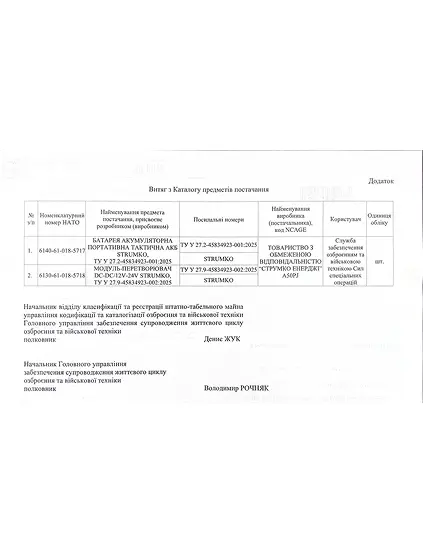 Додаток
Витяг з Каталогу предметів постачання
№
з/п
Номенклатурний
номер НАТО
Найменування предмета
постачання, присвоєне
розробником (виробником)
Посилальні номери
Найменування
виробника
(постачальника),
код NCAGE
Користувач
Одиниця
обліку
1.
6140-61-018-5717
БАТАРЕЯ АКУМУЛЯТОРНА
ПОРТАТИВНА ТАКТИЧНА АКБ
STRUMKO,
ТУ У 27.2-45834923-001:2025
ТУ У 27.2-45834923-001:2025
STRUMKO
2.
6130-61-018-5718
МОДУЛЬ-ПЕРЕТВОРЮВАЧ
DC-DC/12V-24V STRUMKO,
ТУ У 27.9-45834923-002:2025
ТУ У 27.9-45834923-002:2025
STRUMKO
ТОВАРИСТВО З
ОБМЕЖЕНОЮ
ВІДПОВІДАЛЬНІСТЮ
"СТРУМКО ЕНЕРДЖІ"
A50PJ
Служба
забезпечення
озброєнням та
військовою
технікою Сил
спеціальних
операцій
шт.
Начальник відділу класифікації та реєстрації штатно-табельного майна
управління кодифікації та каталогізації озброєння та військової техніки
Головного управління забезпечення супроводження життєвого циклу
озброєння та військової техніки
полковник Денис ЖУК
Начальник Головного управління
забезпечення супроводження життєвого циклу
озброєння та військової техніки
полковник Володимир РОЧНЯК